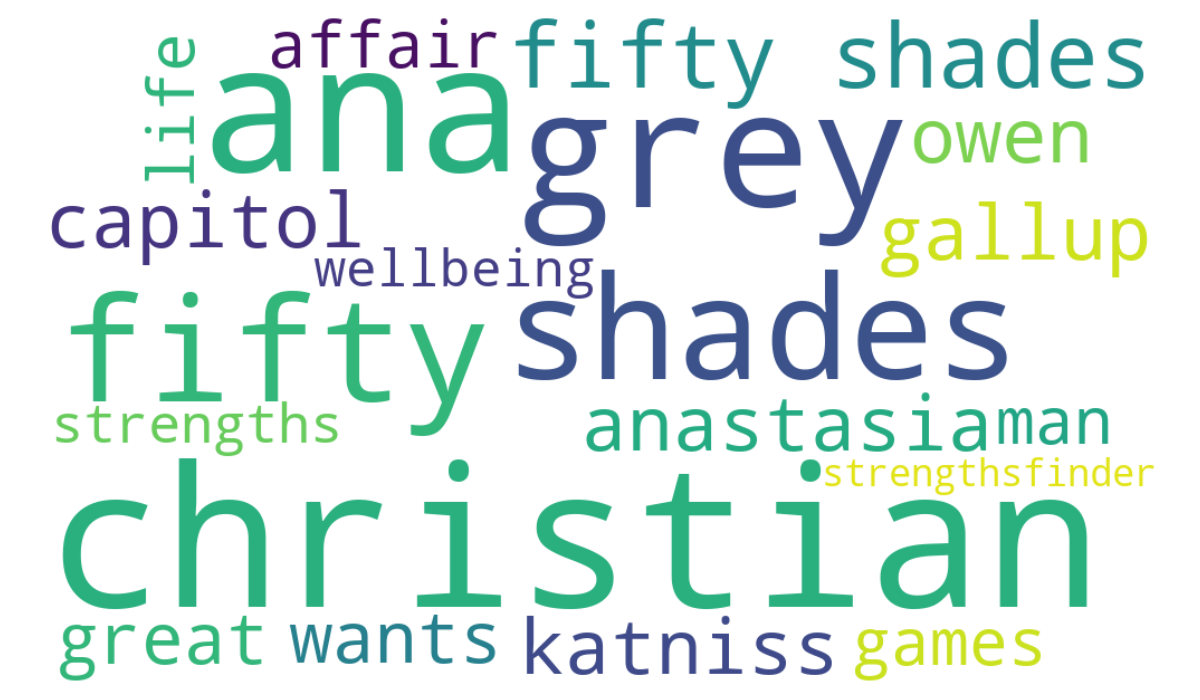 life
affair
fifty shades
ana
grey
owen
capitol
gallup
wellbeing
fifty
shades
strengths
anastasia
man
strengthsfinder
christian
great
wants
katniss
games